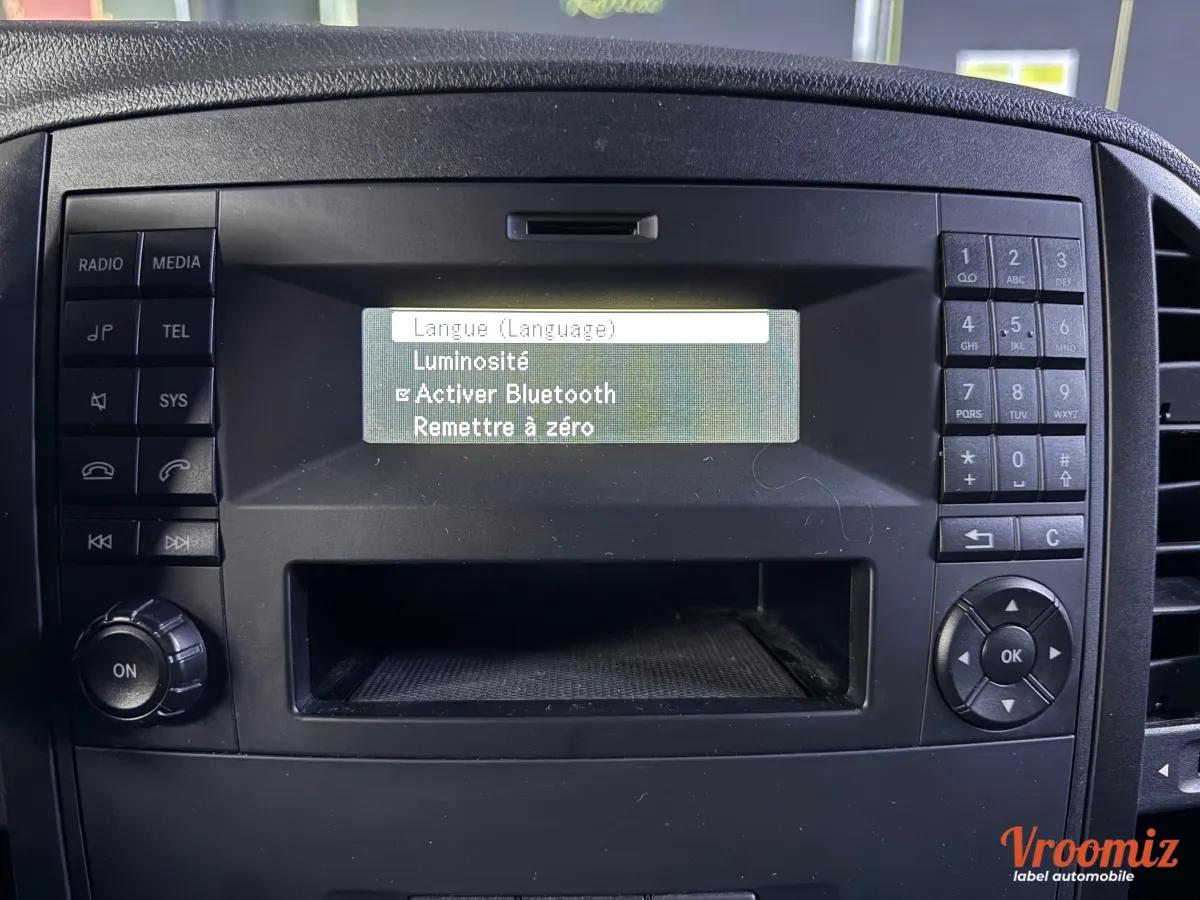 Langue (Language)
Luminosité
Activer Bluetooth
Remettre à zéro
RADIO
MEDIA
TEL
SYS
ON
1
2 ABC
3 DEF
4 GHI
5 JKL
6 MNO
7 PQRS
8 TUV
9 WXYZ
* +
0
#
C
OK
Vroomiz
label automobile